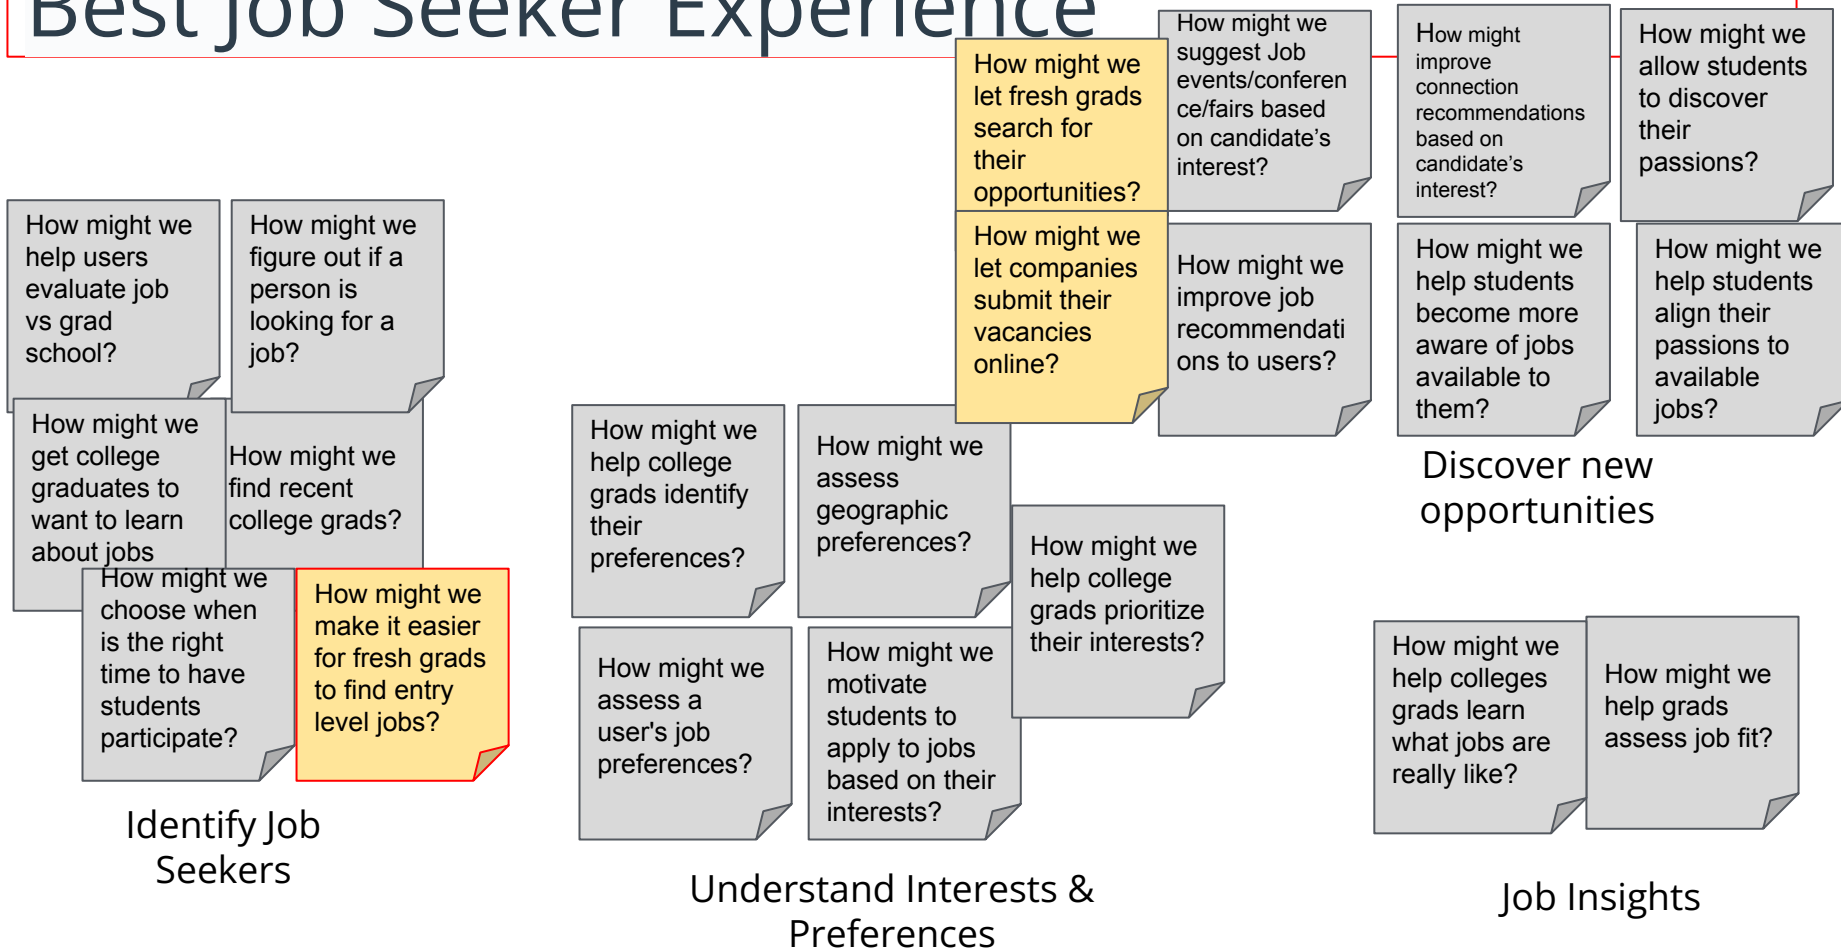 Best Job Seeker Experience
How might we
help users
evaluate job
vs grad
school?
How might we
figure out if a
person is
looking for a
job?
How might we
get college
graduates to
want to learn
about jobs
How might we
find recent
college grads?
How might we
choose when
is the right
time to have
students
participate?
How might we
make it easier
for fresh grads
to find entry
level jobs?
Identify Job
Seekers
How might we
help college
grads identify
their
preferences?
How might we
assess
geographic
preferences?
How might we
help college
grads prioritize
their interests?
How might we
assess a
user's job
preferences?
How might we
motivate
students to
apply to jobs
based on their
interests?
Understand Interests &
Preferences
How might we
let fresh grads
search for
their
opportunities?
How might we
suggest Job
events/conferen
ce/fairs based
on candidate’s
interest?
How might
improve
connection
recommendations
based on
candidate’s
interest?
How might we
allow students
to discover
their
passions?
How might we
let companies
submit their
vacancies
online?
How might we
improve job
recommendati
ons to users?
How might we
help students
become more
aware of jobs
available to
them?
How might we
help students
align their
passions to
available
jobs?
Discover new
opportunities
How might we
help colleges
grads learn
what jobs are
really like?
How might we
help grads
assess job fit?
Job Insights